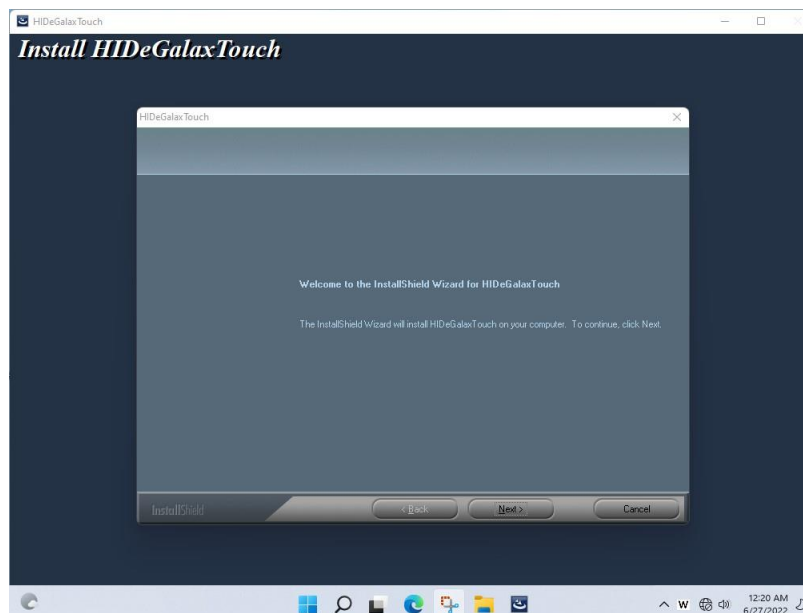 HIDeGalaxTouch
Install HIDeGalaxTouch
HIDeGalaxTouch
Welcome to the InstallShield Wizard for HIDeGalaxTouch
The InstallShield Wizard will install HIDeGalaxTouch on your computer. To continue, click Next.
InstallShield
< Back
Next >
Cancel
W
12:20 AM
6/27/2022